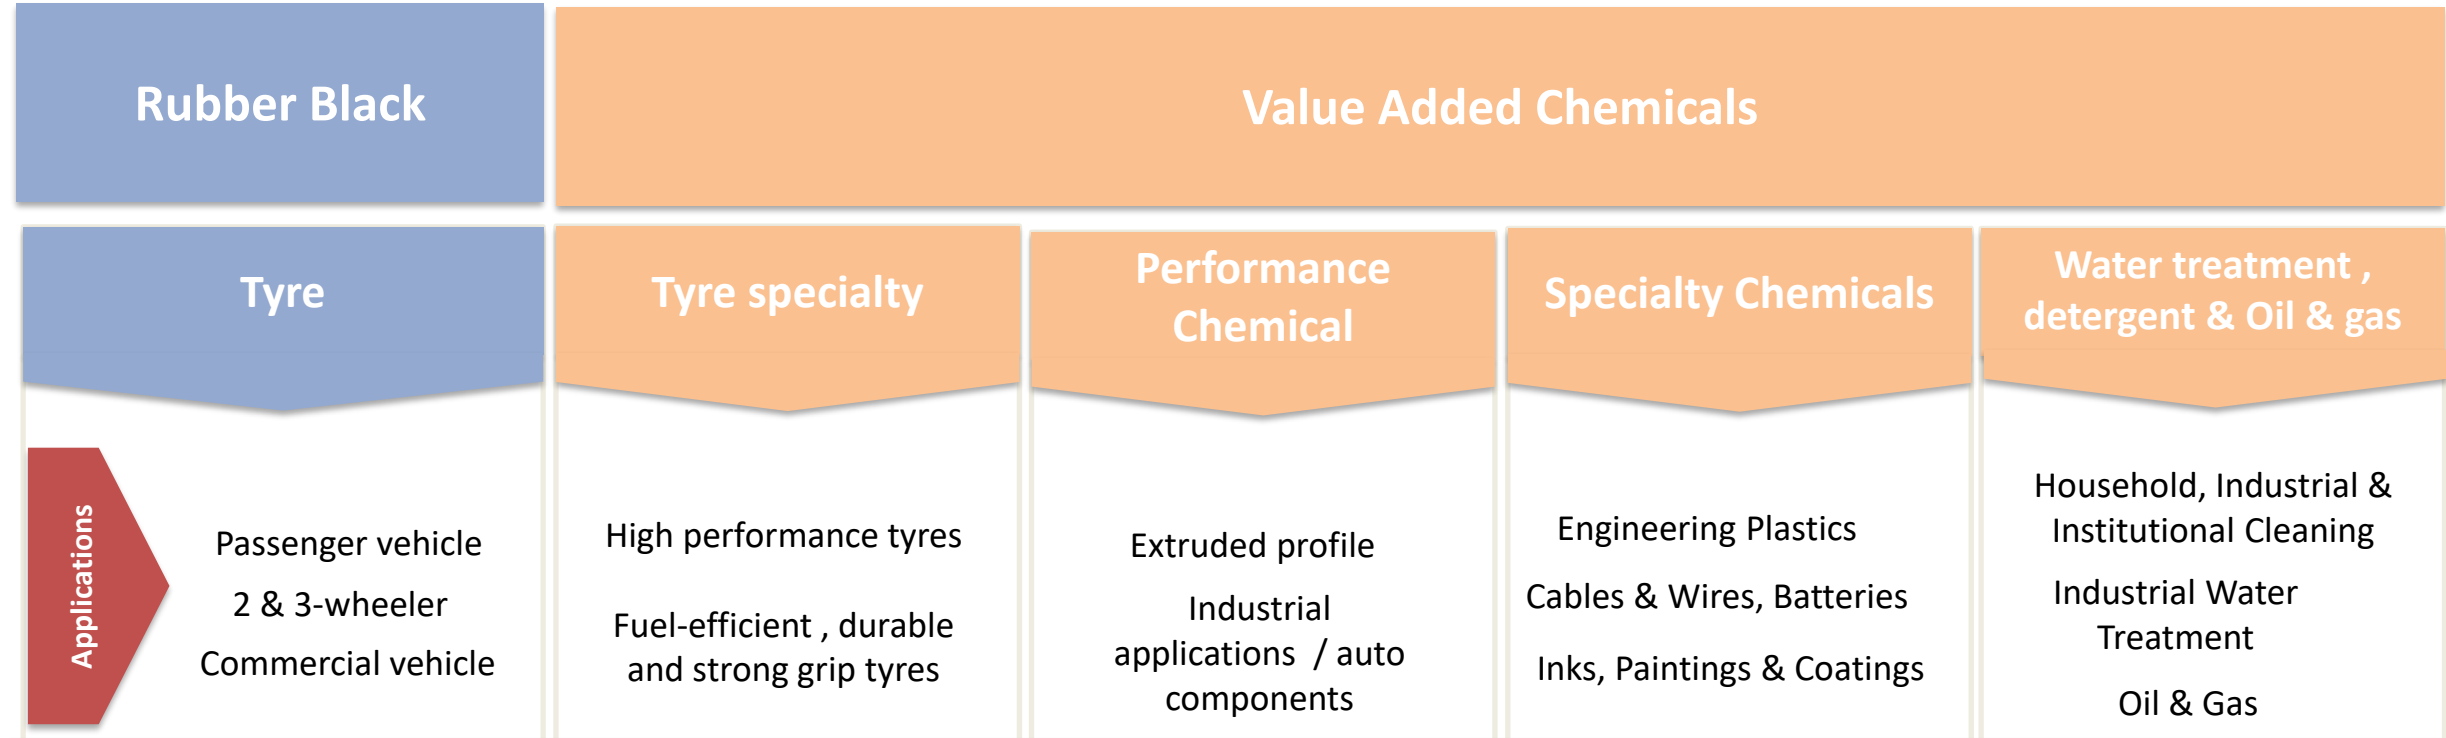 Rubber Black
Value Added Chemicals
Tyre
Tyre specialty
Performance
Chemical
Specialty Chemicals
Water treatment ,
detergent & Oil & gas
Applications
Passenger vehicle
2 & 3-wheeler
Commercial vehicle
High performance tyres
Fuel-efficient , durable
and strong grip tyres
Extruded profile
Industrial
applications / auto
components
Engineering Plastics
Cables & Wires, Batteries
Inks, Paintings & Coatings
Household, Industrial &
Institutional Cleaning
Industrial Water
Treatment
Oil & Gas